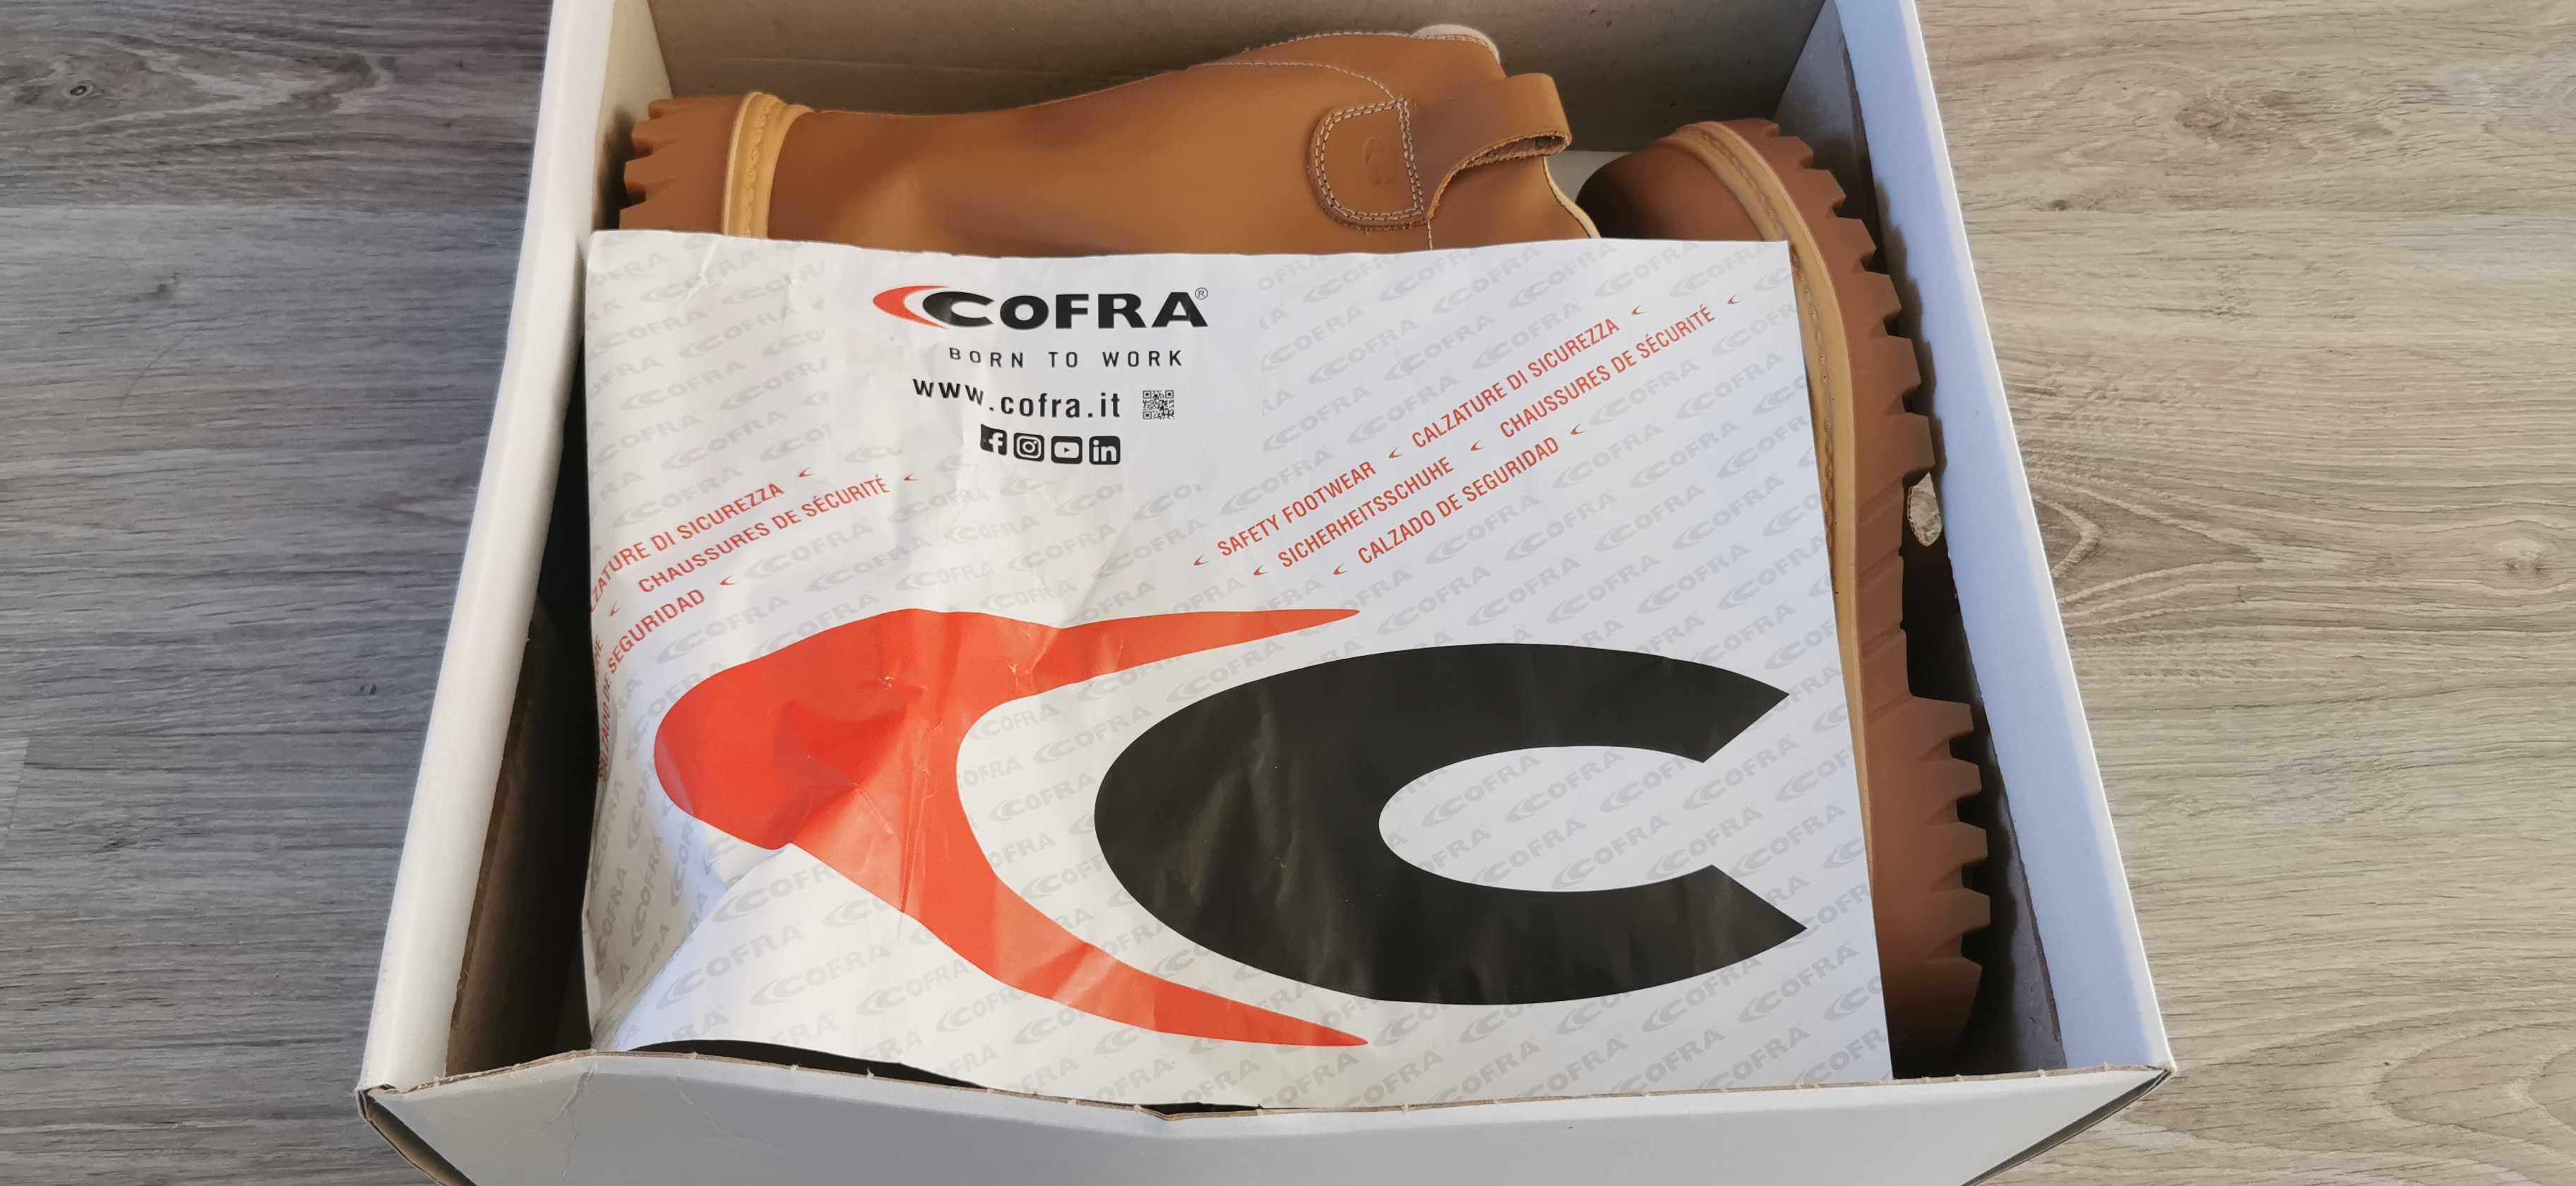 COFRA®
BORN TO WORK
www.cofra.it
CALZATURE DI SICUREZZA
CHAUSSURES DE SÉCURITÉ
SAFETY FOOTWEAR
SICHERHEITSSCHUHE
CALZADO DE SEGURIDAD
DI SICUREZZA
CHAUSSURES DE SÉCURITÉ
CALZADO DE SEGURIDAD
COFRA